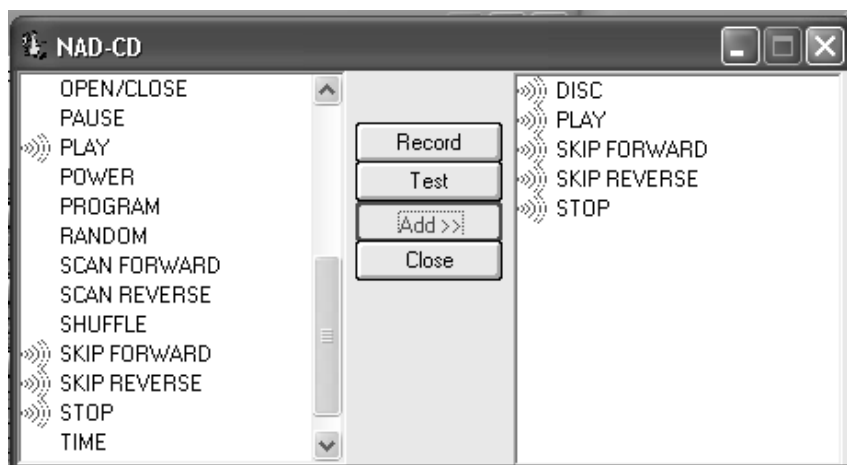 NAD-CD
OPEN/CLOSE
PAUSE
PLAY
POWER
PROGRAM
RANDOM
SCAN FORWARD
SCAN REVERSE
SHUFFLE
SKIP FORWARD
SKIP REVERSE
STOP
TIME
Record
Test
Add >>
Close
DISC
PLAY
SKIP FORWARD
SKIP REVERSE
STOP